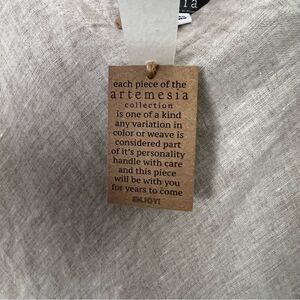 each piece of the
artemesia
collection
is one of a kind
any variation in
color or weave is
considered part
of it's personality
handle with care
and this piece
will be with you
for years to come
ENJOY!